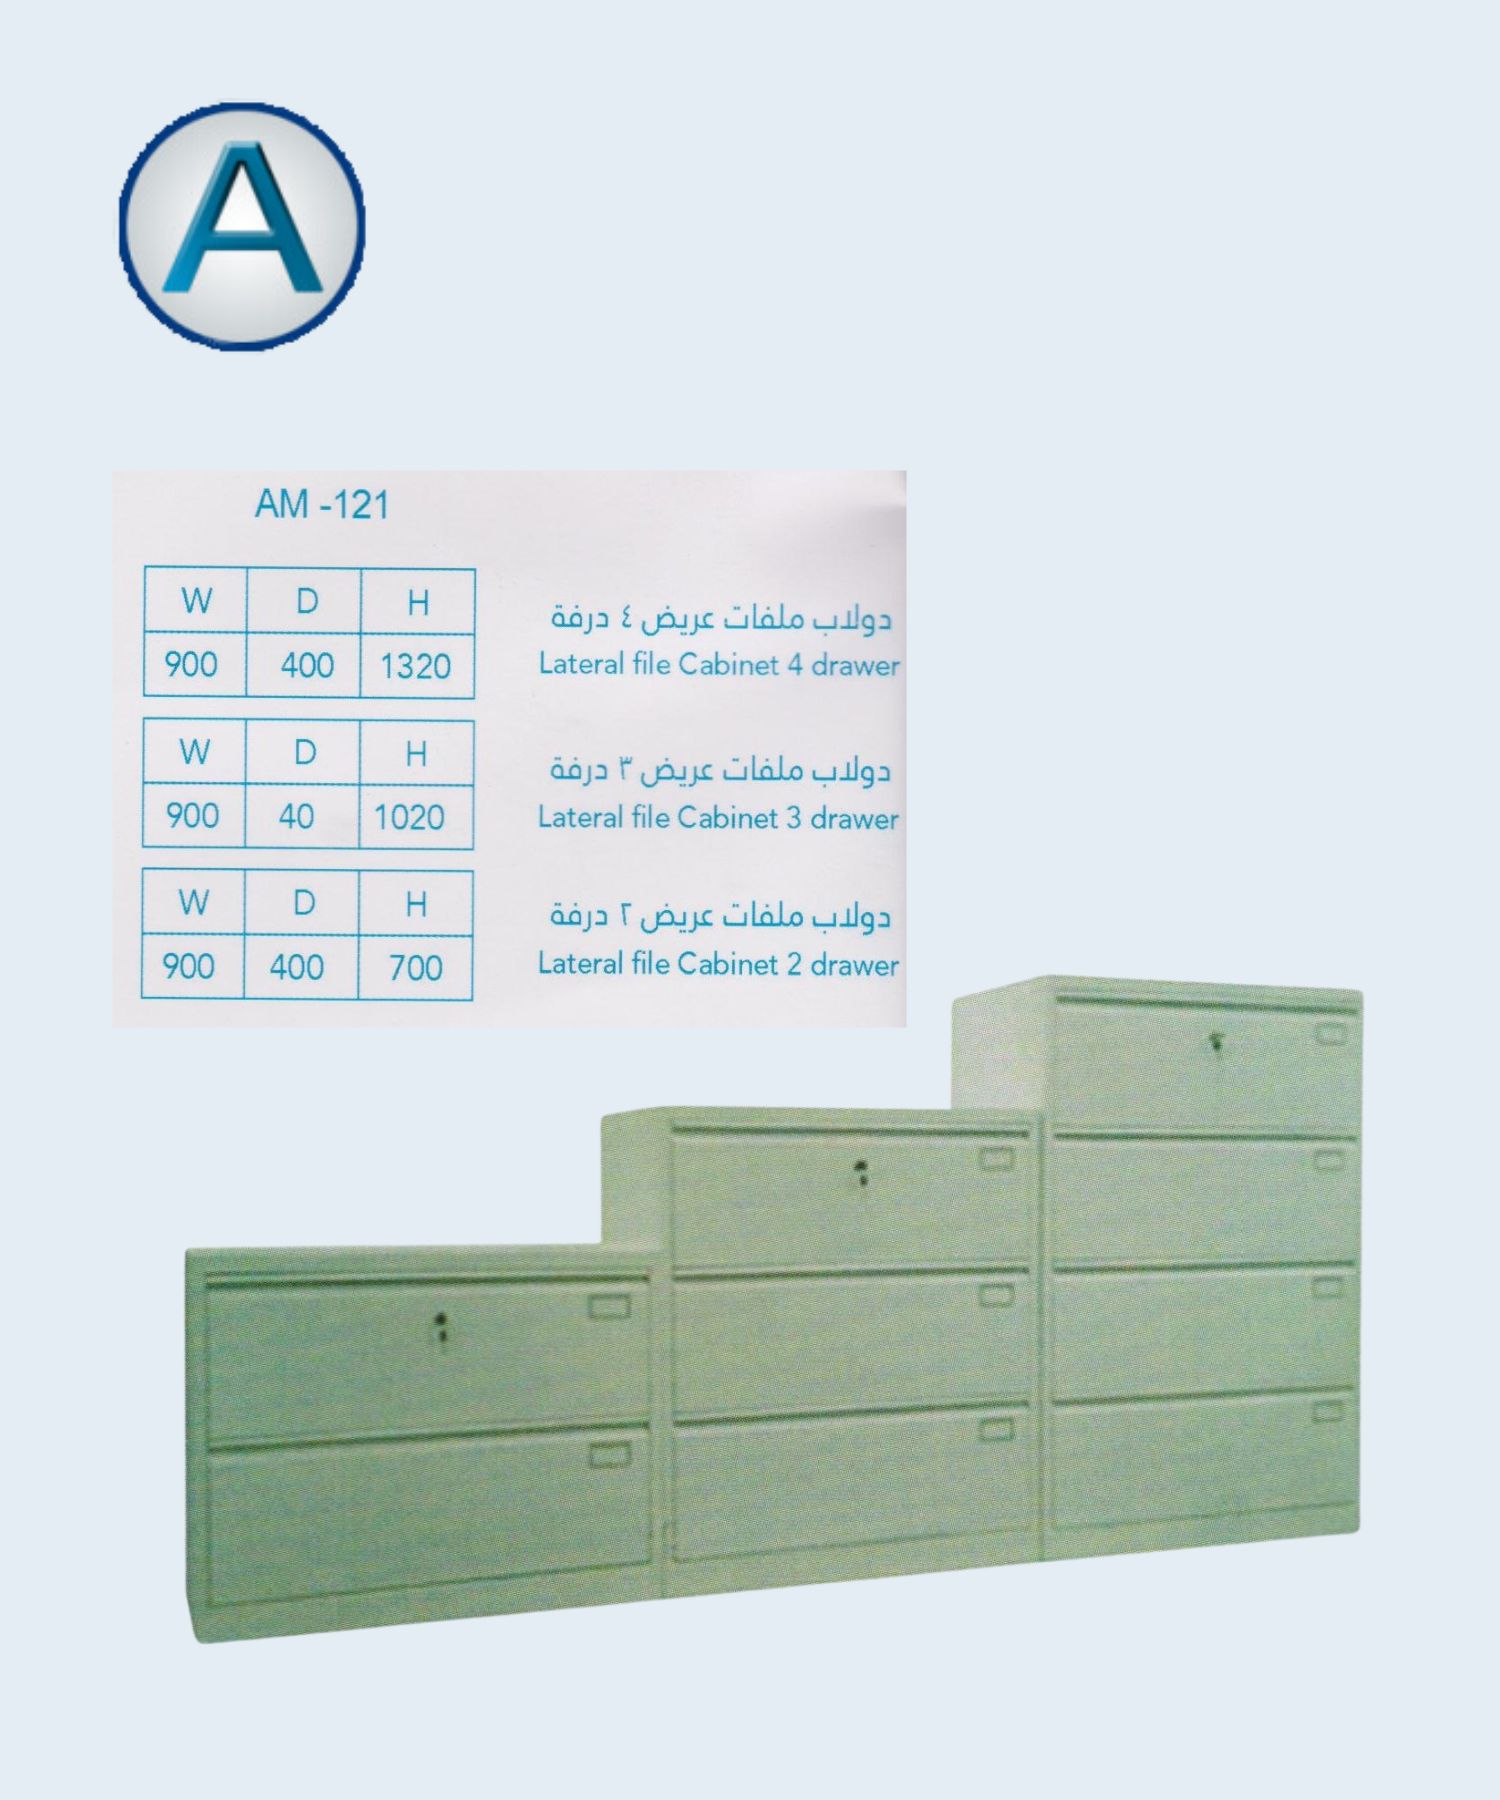 A
AM -121
W D H
900 400 1320
دولاب ملفات عريض ٤ درفة
Lateral file Cabinet 4 drawer
W D H
900 40 1020
دولاب ملفات عريض ٣ درفة
Lateral file Cabinet 3 drawer
W D H
900 400 700
دولاب ملفات عريض ٢ درفة
Lateral file Cabinet 2 drawer